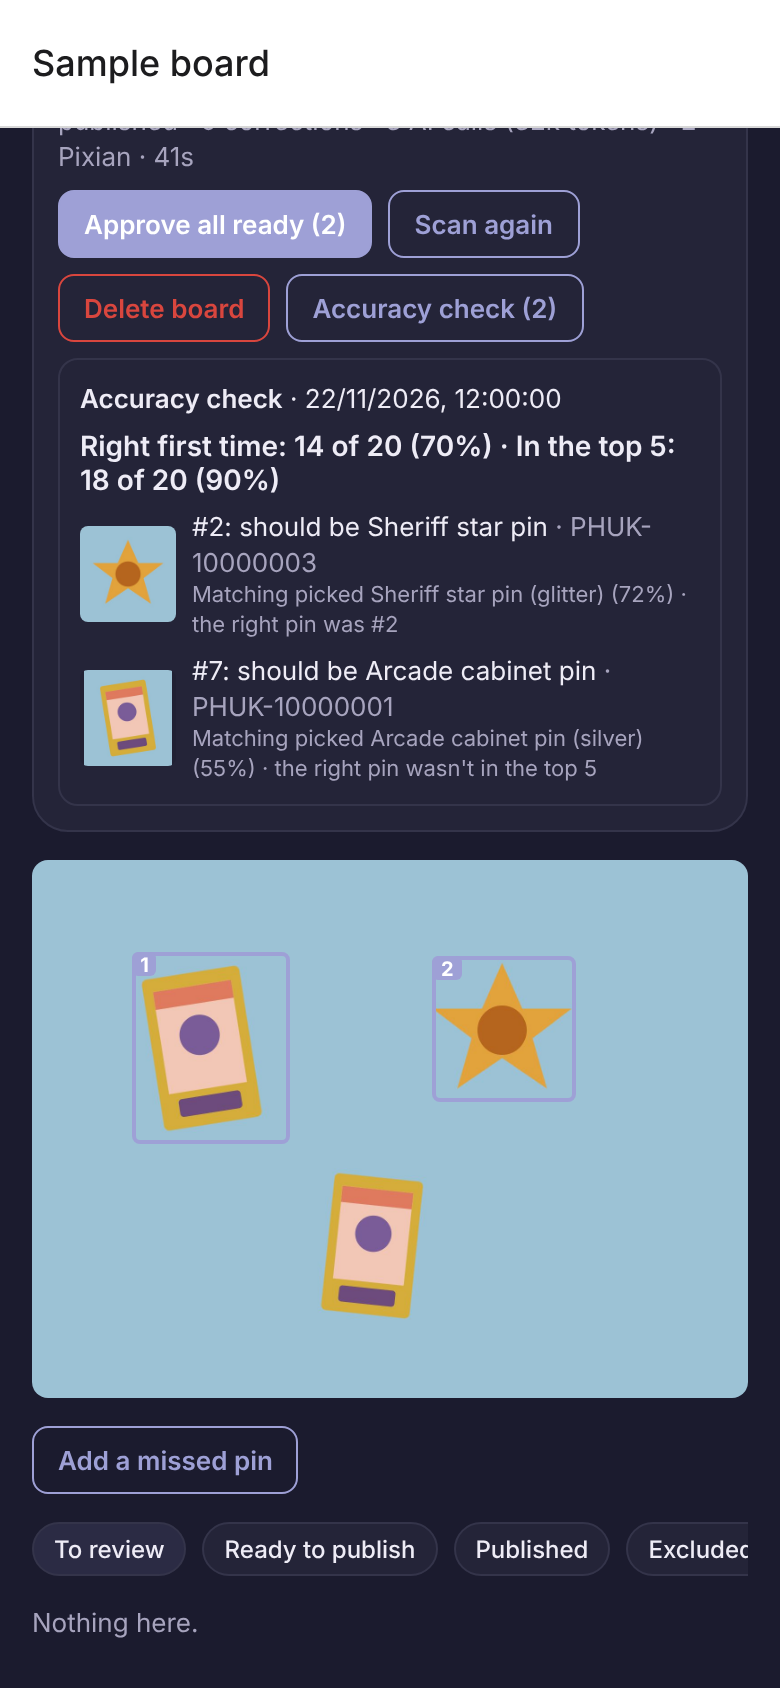 Sample board
Pixian · 41s
Approve all ready (2)
Scan again
Delete board
Accuracy check (2)
Accuracy check · 22/11/2026, 12:00:00
Right first time: 14 of 20 (70%) · In the top 5:
18 of 20 (90%)
#2: should be Sheriff star pin · PHUK-
10000003
Matching picked Sheriff star pin (glitter) (72%) ·
the right pin was #2
#7: should be Arcade cabinet pin ·
PHUK-10000001
Matching picked Arcade cabinet pin (silver)
(55%) · the right pin wasn't in the top 5
1
2
Add a missed pin
To review
Ready to publish
Published
Excluded
Nothing here.